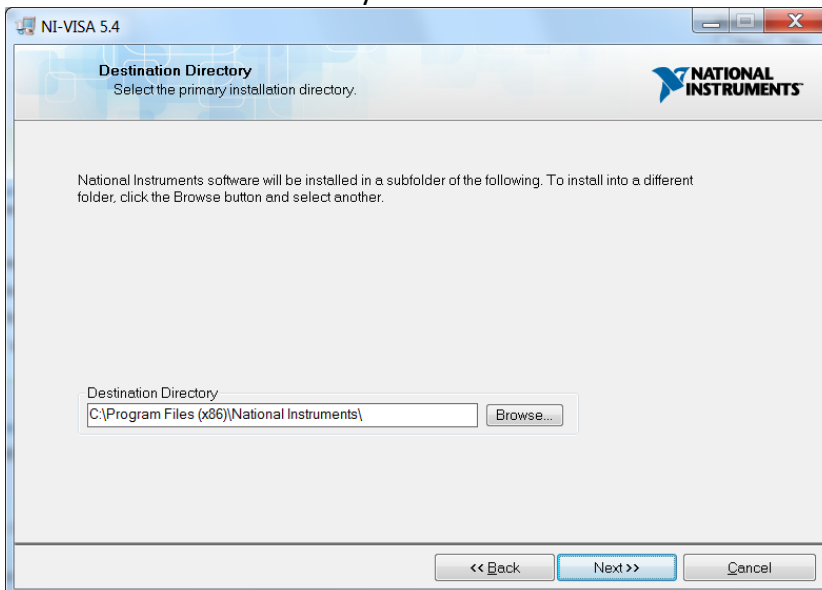 NI-VISA 5.4
Destination Directory
Select the primary installation directory.
NATIONAL
INSTRUMENTS™
National Instruments software will be installed in a subfolder of the following. To install into a different
folder, click the Browse button and select another.
Destination Directory
C:\Program Files (x86)\National Instruments\
Browse...
<< Back
Next >>
Cancel